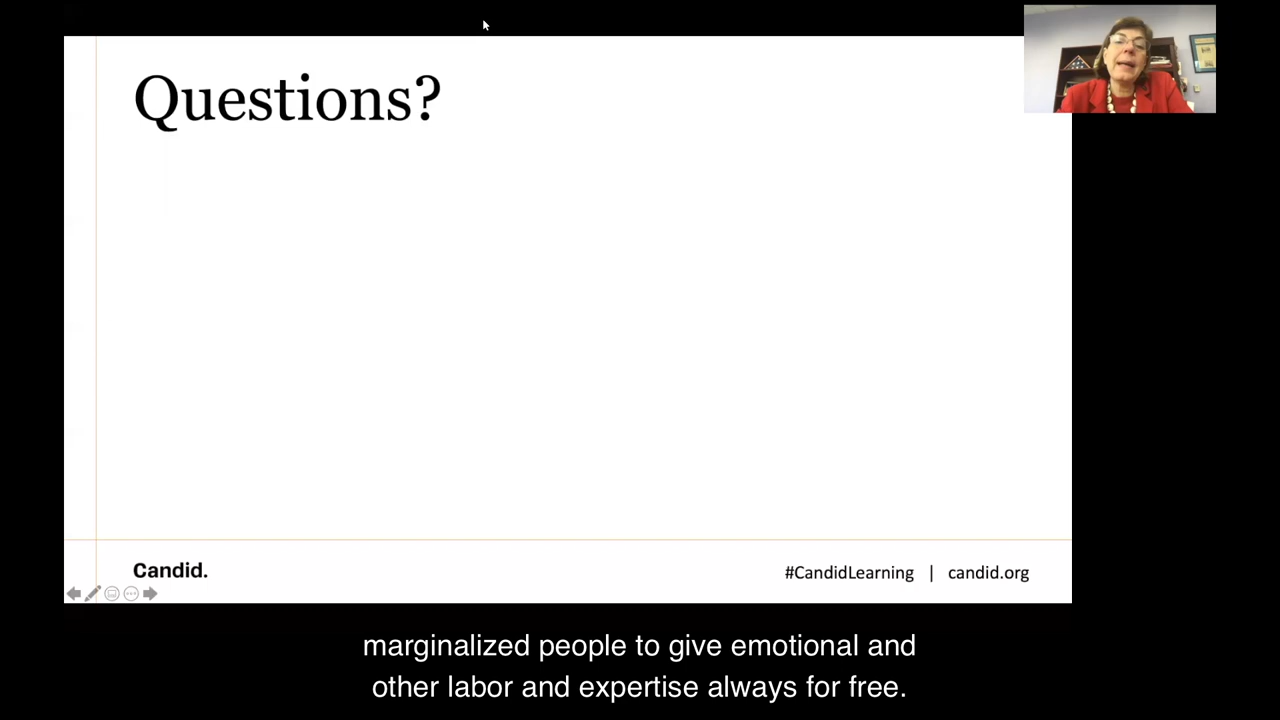 Questions?
Candid.
#CandidLearning | candid.org
marginalized people to give emotional and
other labor and expertise always for free.